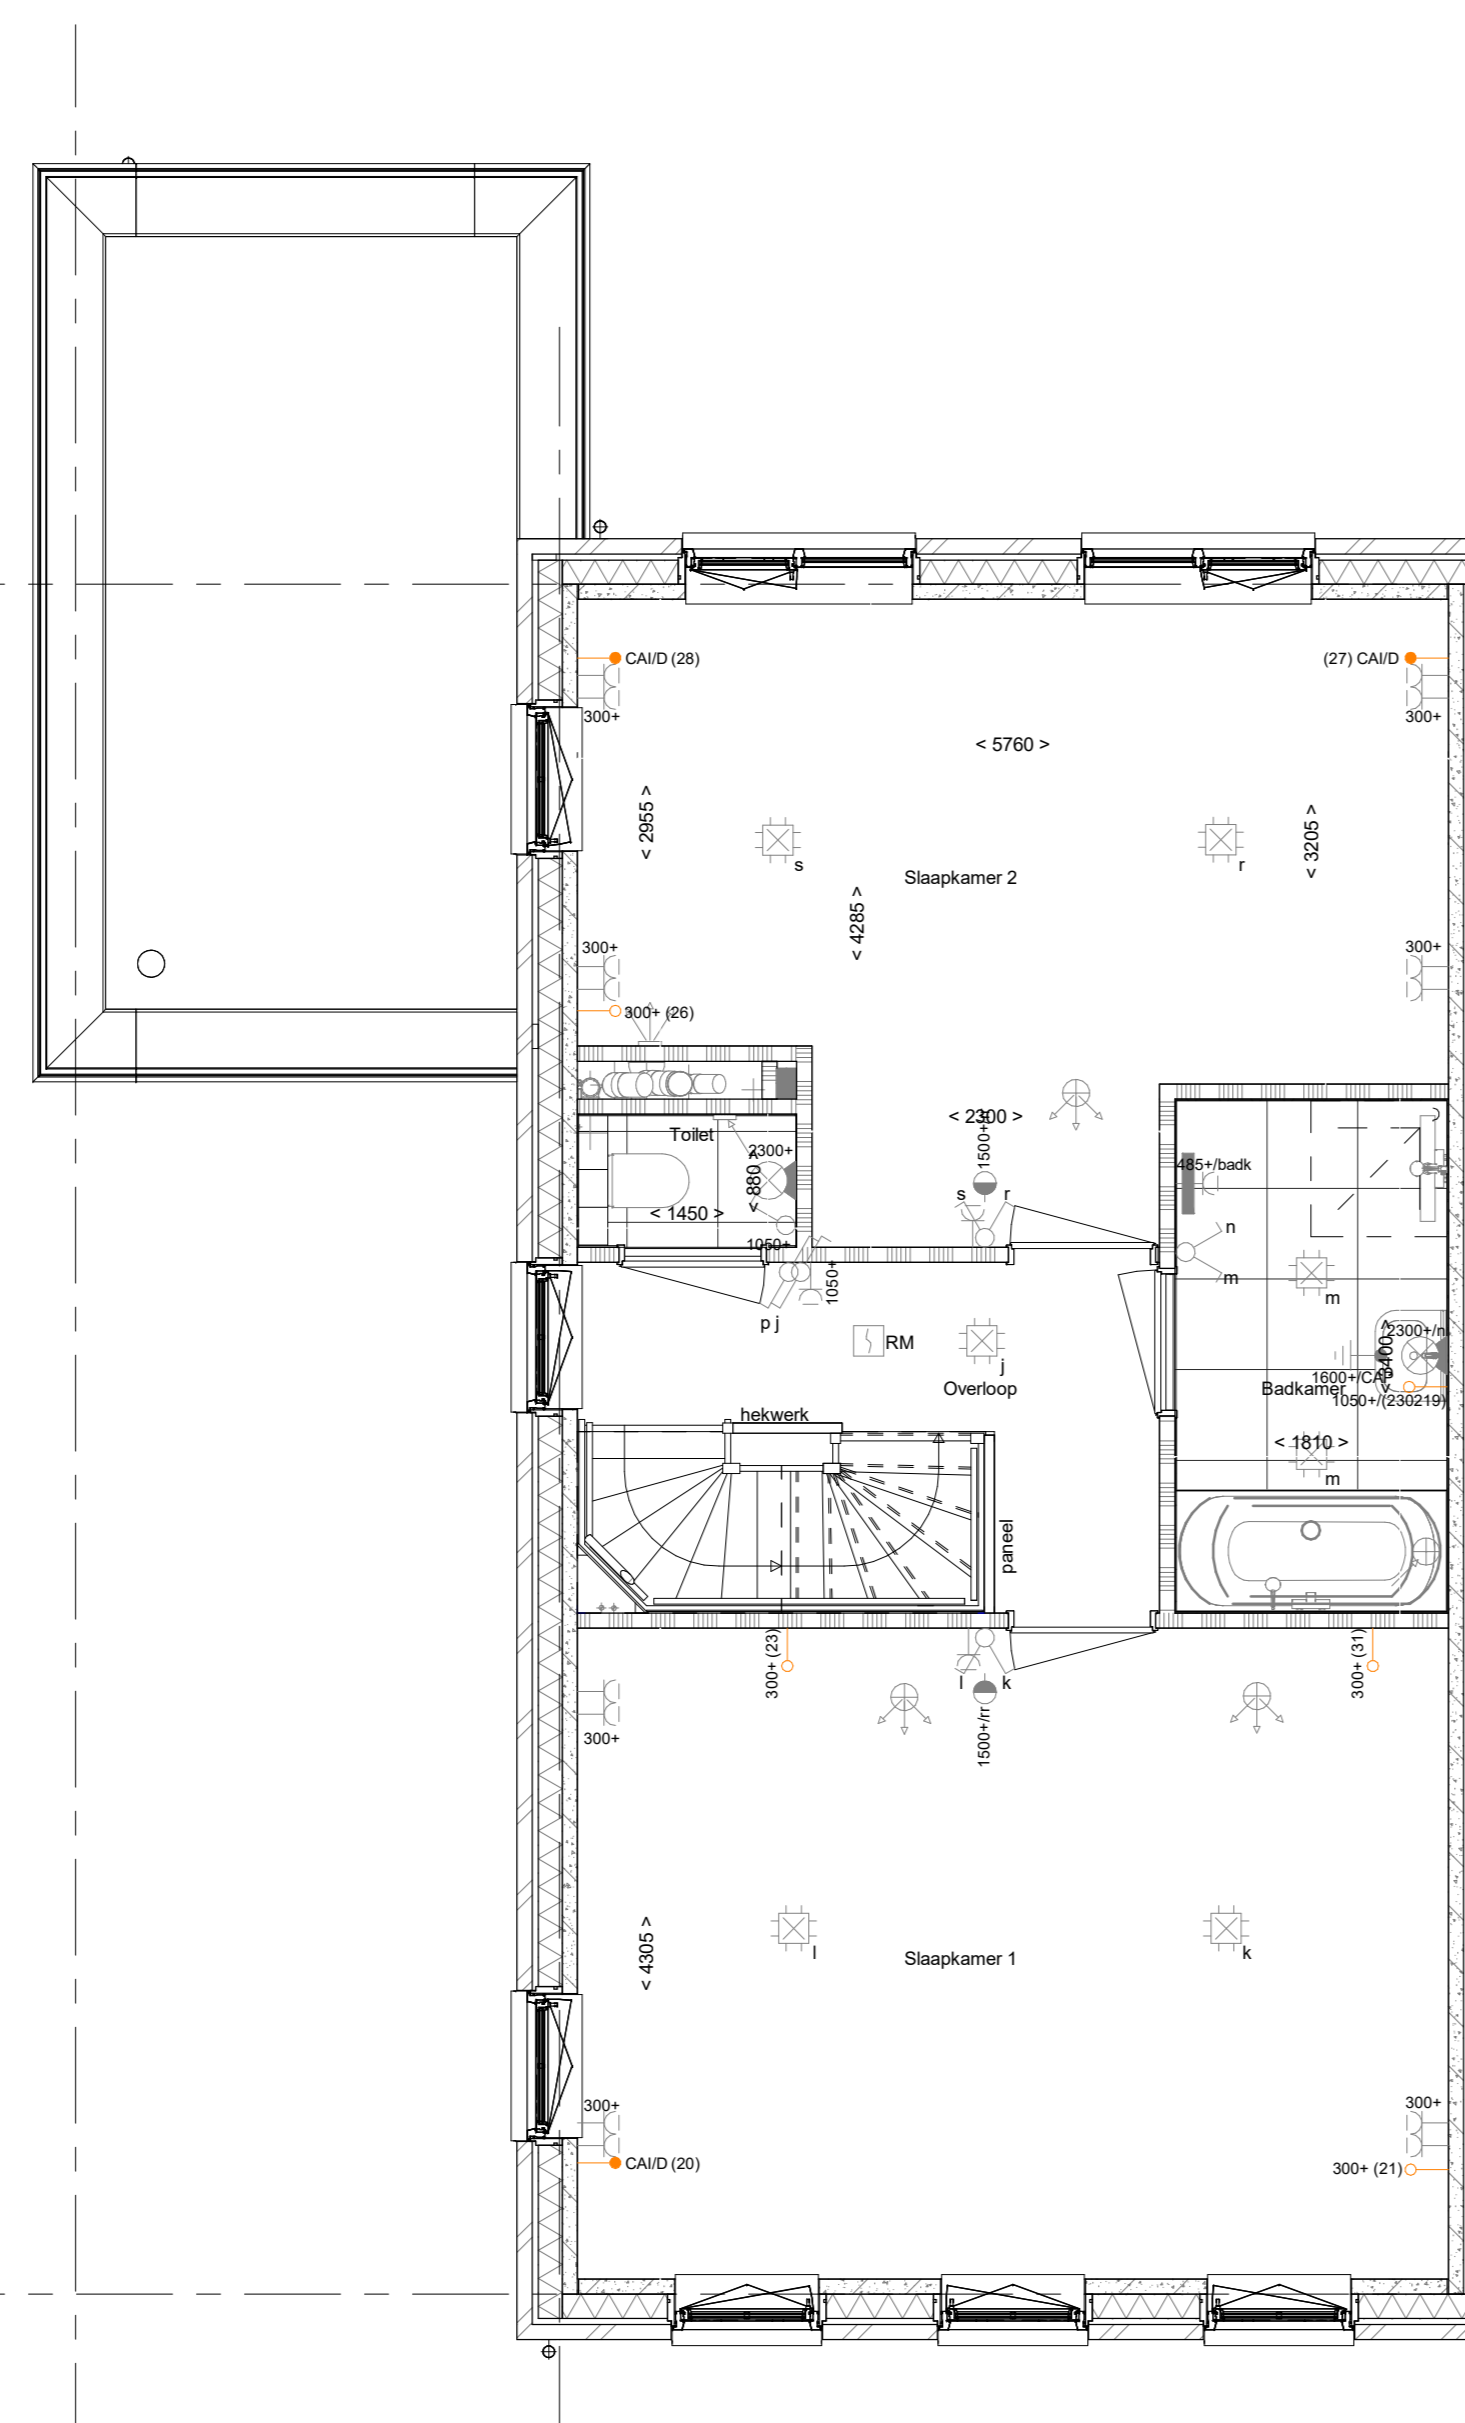 CAI/D (28)
(27) CAI/D
300+
300+
< 5760 >
< 2955 >
< 3205 >
s
r
Slaapkamer 2
< 4285 >
300+
300+
300+ (26)
< 2300 >
Toilet
1500+/
2300+
485+/badk
< 880 >
s
r
< 1450 >
n
1050+
1050+
m
m
p j
RM
j
2300+/n
< 3400 >
1600+/CAP
Overloop
Badkamer
1050+/(230219)
hekwerk
< 1810 >
m
paneel
300+ (23)
300+ (31)
l
k
1500+/rr
300+
< 4305 >
l
k
Slaapkamer 1
300+
300+
CAI/D (20)
300+ (21)